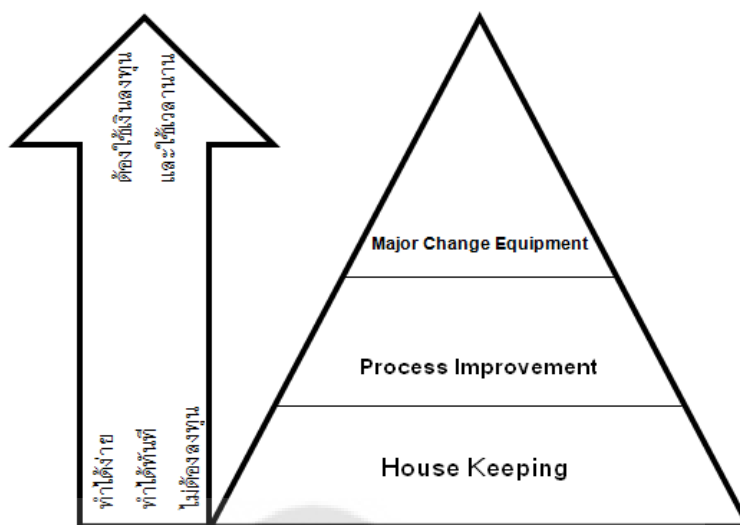 ต้องใช้เงินลงทุน
และใช้เวลานาน
ทำได้ง่าย
ทำได้ทันที
ไม่ต้องลงทุน
Major Change Equipment
Process Improvement
House Keeping